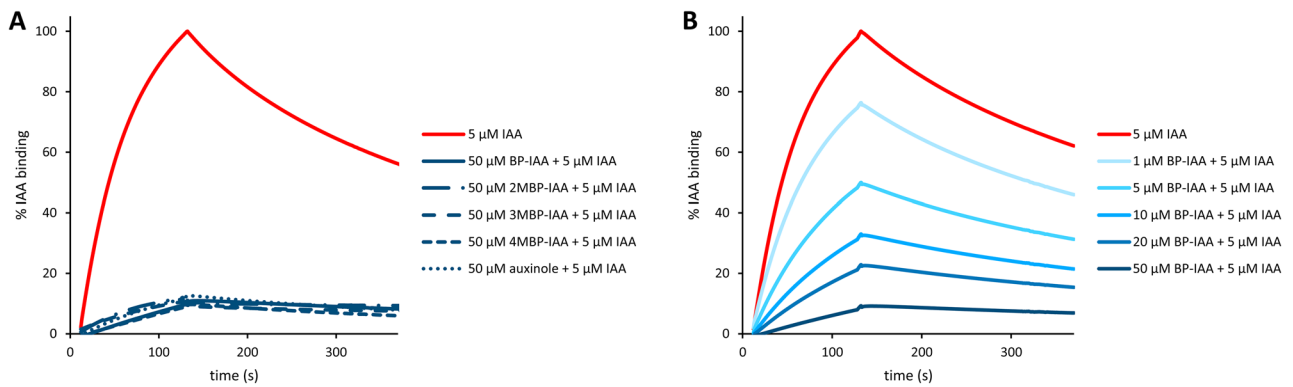 A
100
80
60
40
20
0
% IAA binding
0
100
200
300
time (s)
5 µM IAA
50 µM BP-IAA + 5 µM IAA
50 µM 2MBP-IAA + 5 µM IAA
50 µM 3MBP-IAA + 5 µM IAA
50 µM 4MBP-IAA + 5 µM IAA
50 µM auxinole + 5 µM IAA
B
100
80
60
40
20
0
% IAA binding
0
100
200
300
time (s)
5 µM IAA
1 µM BP-IAA + 5 µM IAA
5 µM BP-IAA + 5 µM IAA
10 µM BP-IAA + 5 µM IAA
20 µM BP-IAA + 5 µM IAA
50 µM BP-IAA + 5 µM IAA